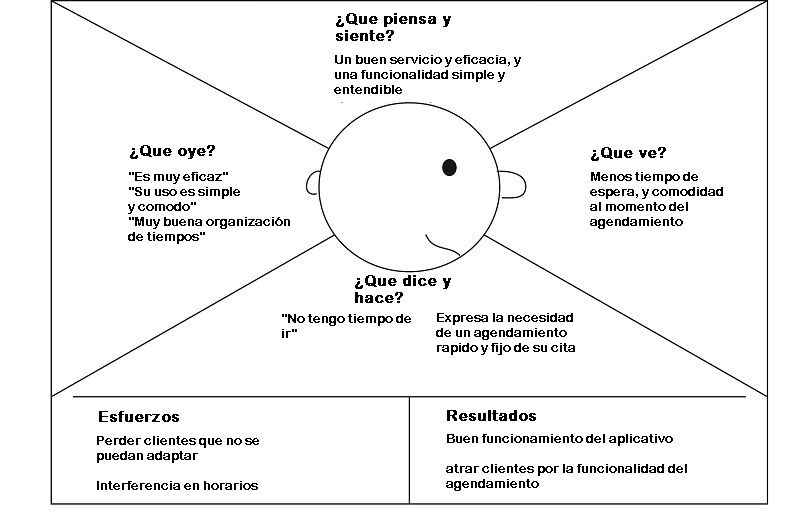 ¿Que piensa y
siente?
Un buen servicio y eficacia, y
una funcionalidad simple y
entendible
¿Que oye?
"Es muy eficaz"
"Su uso es simple
y comodo"
"Muy buena organización
de tiempos"
¿Que ve?
Menos tiempo de
espera, y comodidad
al momento del
agendamiento
¿Que dice y
hace?
"No tengo tiempo de
ir"
Expresa la necesidad
de un agendamiento
rapido y fijo de su cita
Esfuerzos
Perder clientes que no se
puedan adaptar
Interferencia en horarios
Resultados
Buen funcionamiento del aplicativo
atrar clientes por la funcionalidad del
agendamiento